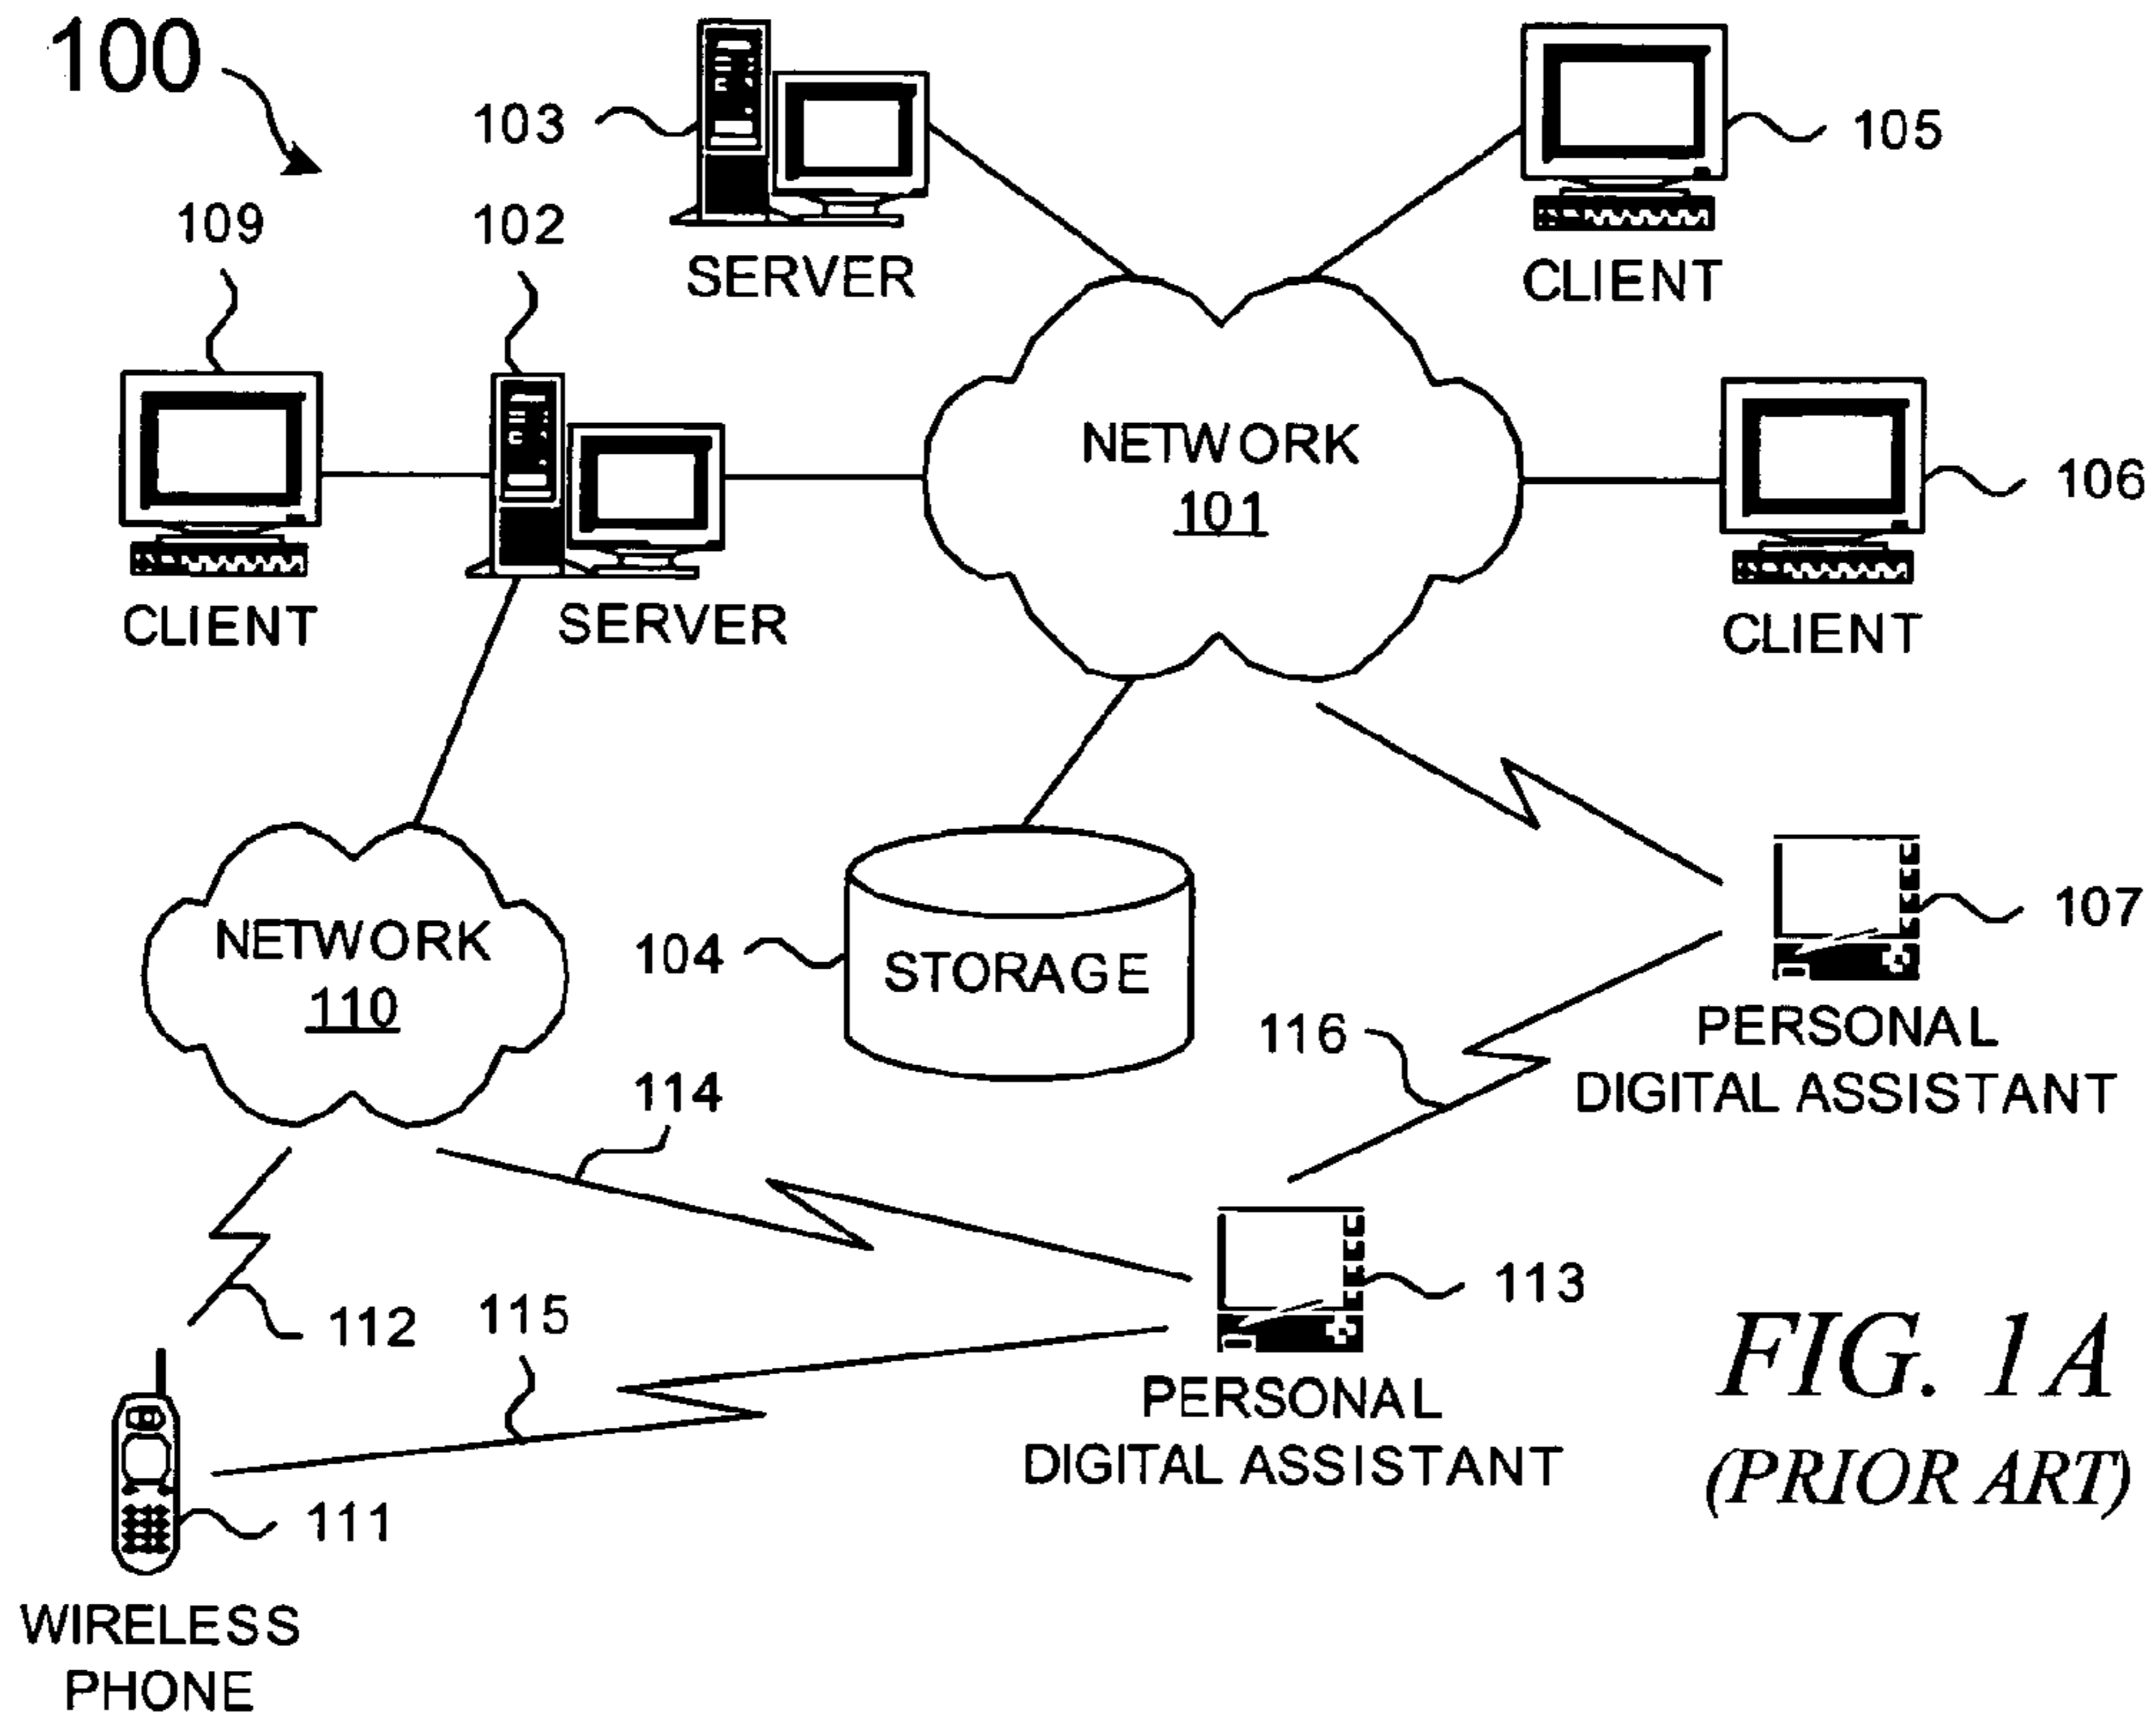 100
103
105
109
102
SERVER
CLIENT
NETWORK
101
106
CLIENT
SERVER
CLIENT
NETWORK
110
104
STORAGE
107
PERSONAL
DIGITAL ASSISTANT
116
114
113
112
115
PERSONAL
DIGITAL ASSISTANT
111
WIRELESS
PHONE
FIG. 1A
(PRIOR ART)